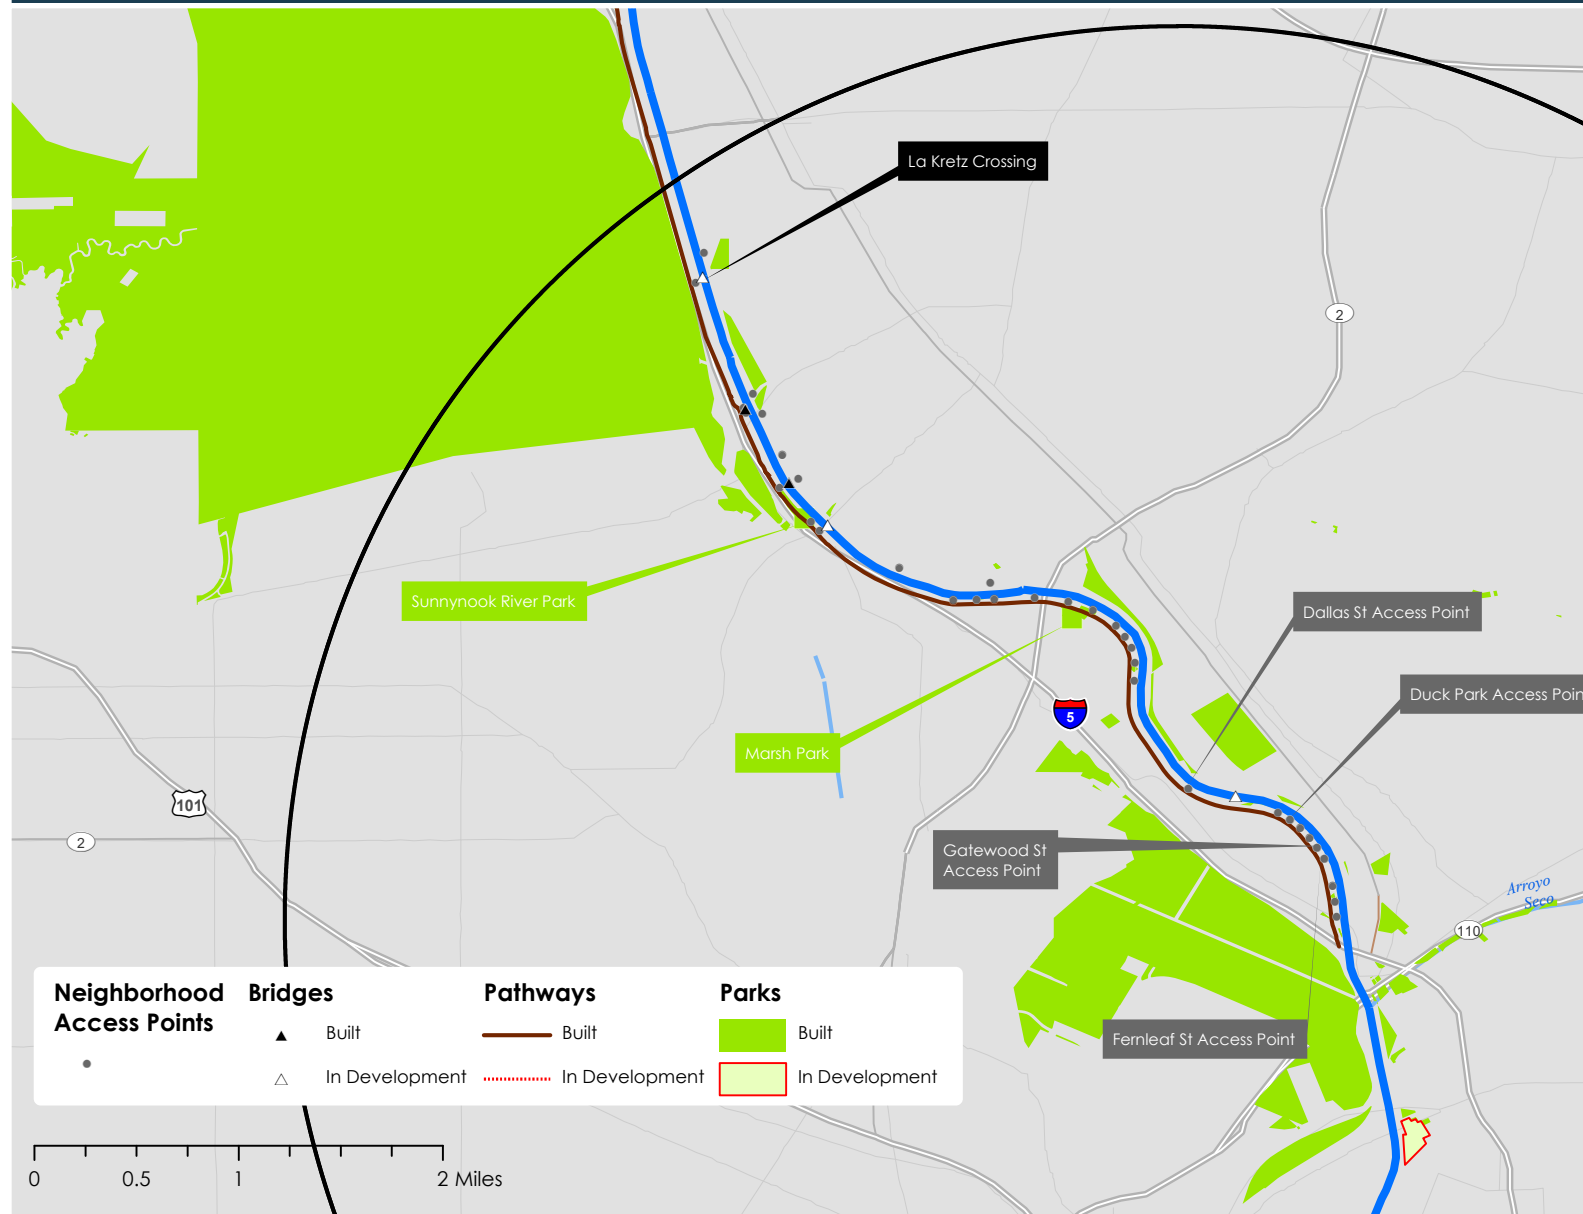 La Kretz Crossing
2
Sunnynook River Park
Dallas St Access Point
Duck Park Access Poin
5
Marsh Park
101
2
Gatewood St
Access Point
Arroyo
Seco
110
Fernleaf St Access Point
Neighborhood
Access Points
Bridges
Built
In Development
Pathways
Built
In Development
Parks
Built
In Development
0 0.5 1 2 Miles